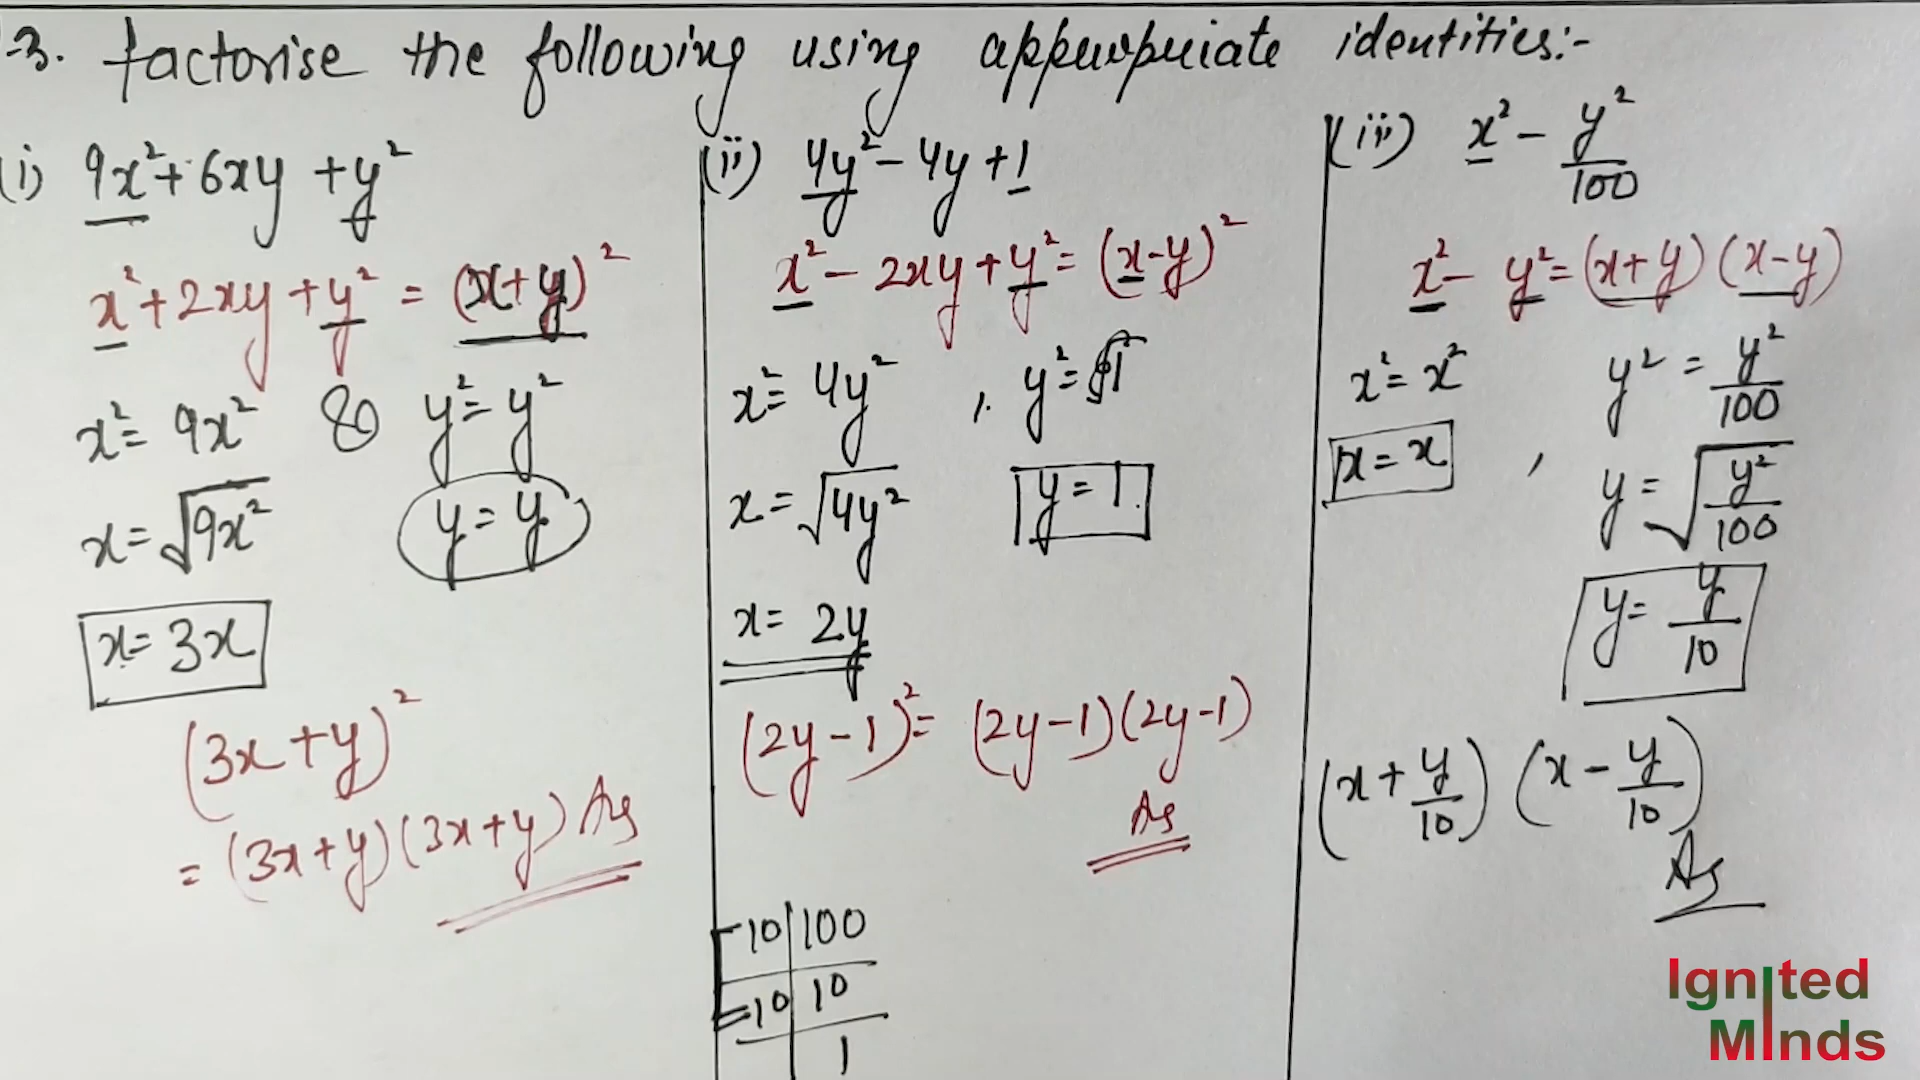 -3. factorise the following using appropriate identities:-
(i) 9x² + 6xy + y²
x² + 2xy + y² = (x+y)²
x² = 9x² & y² = y²
x = √9x² y = y
x = 3x
(3x + y)²
= (3x+y)(3x+y) As
(ii) 4y² - 4y + 1
x² - 2xy + y² = (x-y)²
x² = 4y² , y² = 1²
x = √4y² y = 1
x = 2y
(2y-1)² = (2y-1)(2y-1)
As
10 | 100
10 | 10
1
(iii) x² - y²/100
x² - y² = (x+y)(x-y)
x² = x² y² = y²/100
x = x , y = √y²/100
y = y/10
(x + y/10) (x - y/10)
As
Ignited
Minds